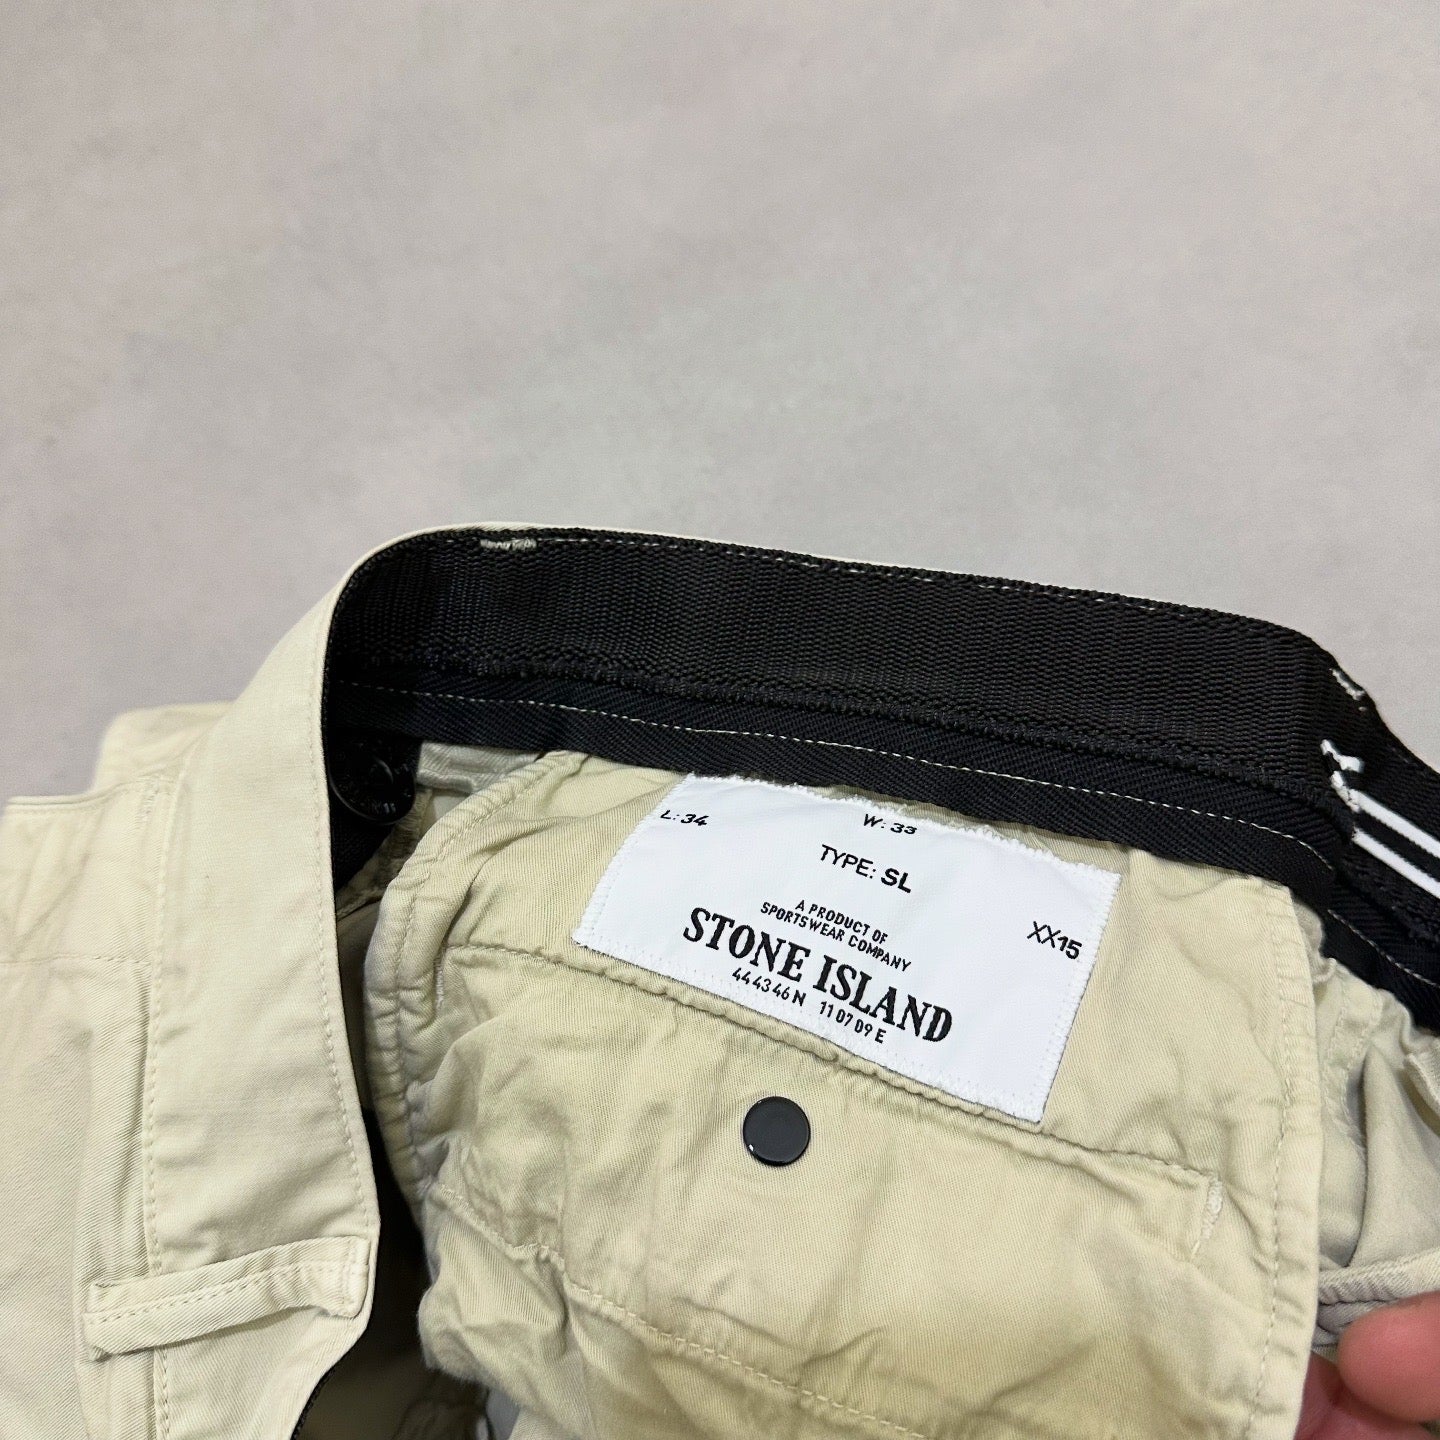 L: 34
W: 33
TYPE: SL
XX15
A PRODUCT OF
SPORTSWEAR COMPANY
STONE ISLAND
44 43 46 N 11 07 09 E